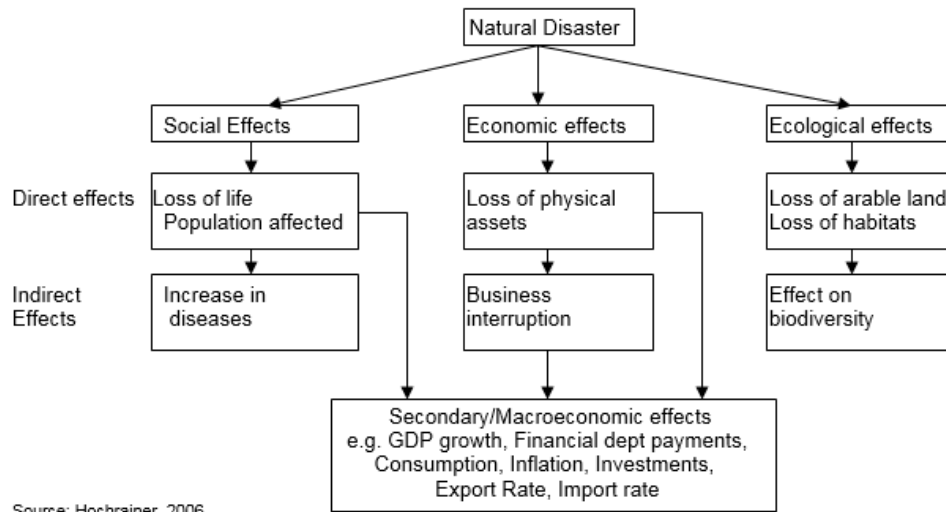 Natural Disaster
Social Effects
Economic effects
Ecological effects
Direct effects
Loss of life
Population affected
Loss of physical
assets
Loss of arable land
Loss of habitats
Indirect
Effects
Increase in
diseases
Business
interruption
Effect on
biodiversity
Secondary/Macroeconomic effects
e.g. GDP growth, Financial dept payments,
Consumption, Inflation, Investments,
Export Rate, Import rate
Source: Hochrainer, 2006